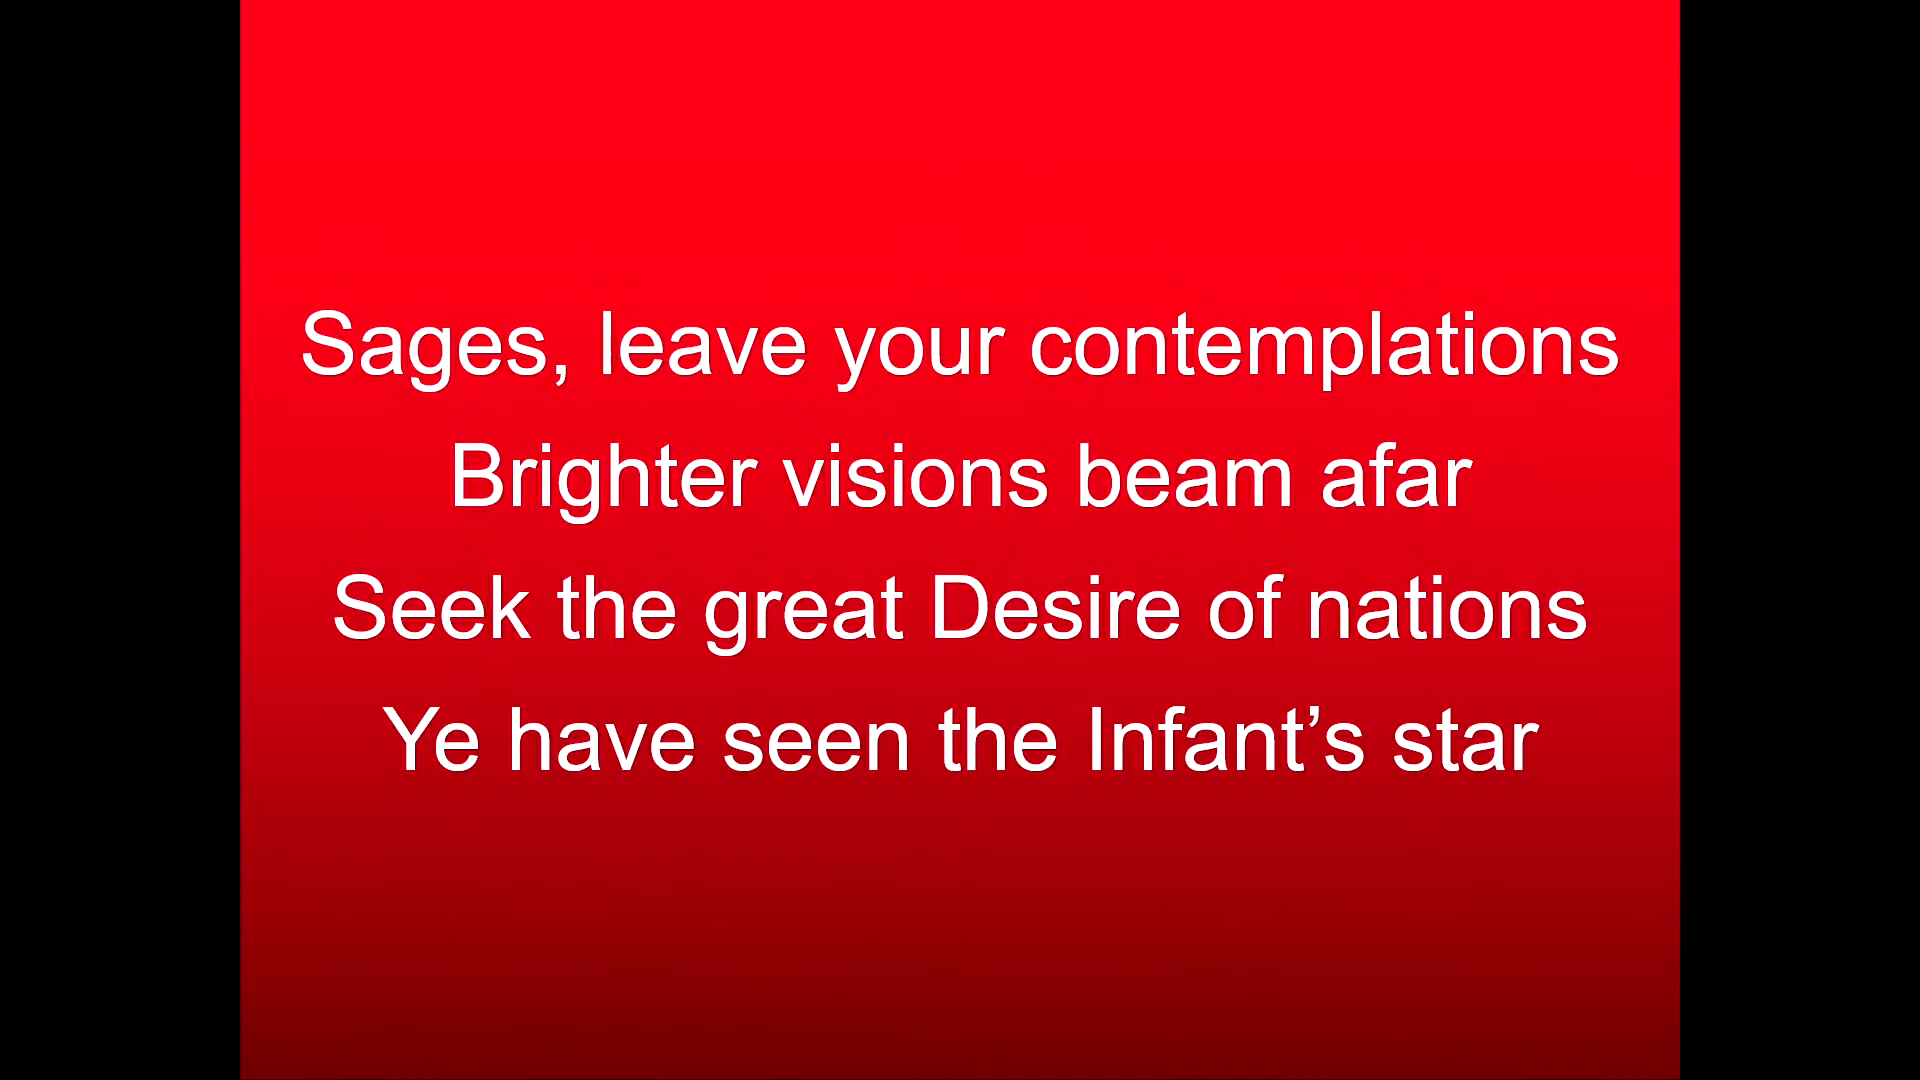 Sages, leave your contemplations
Brighter visions beam afar
Seek the great Desire of nations
Ye have seen the Infant’s star